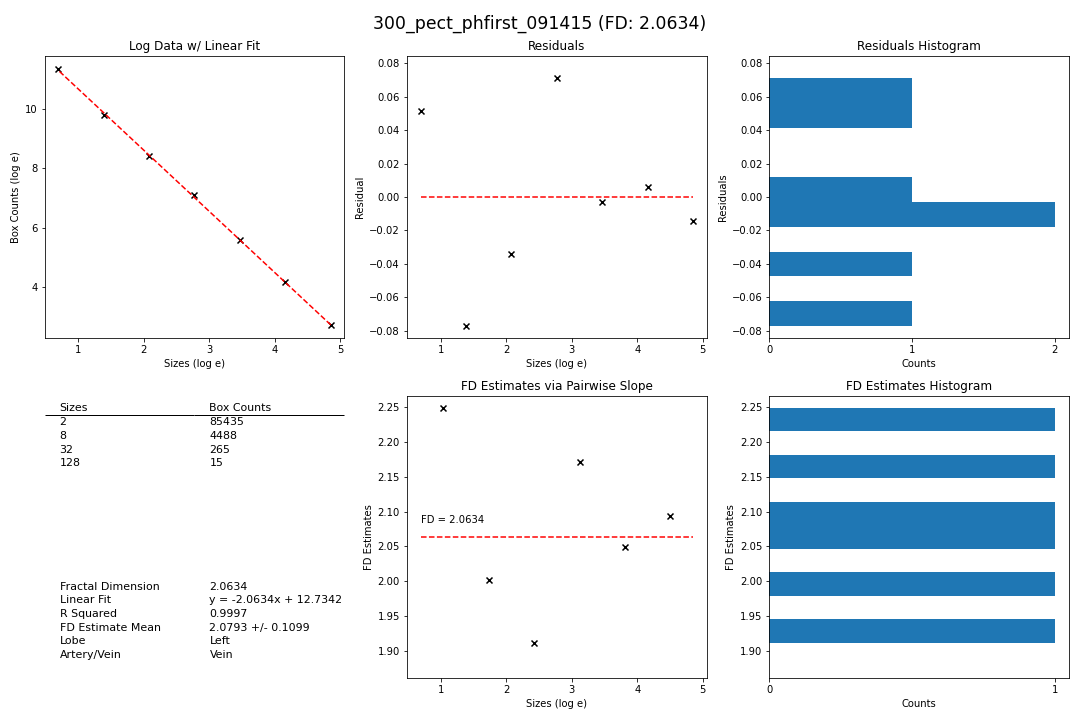 300_pect_phfirst_091415 (FD: 2.0634)
Log Data w/ Linear Fit
Box Counts (log e)
10
8
6
4
1 2 3 4 5
Sizes (log e)
Residuals
Residual
0.08
0.06
0.04
0.02
0.00
−0.02
−0.04
−0.06
−0.08
1 2 3 4 5
Sizes (log e)
Residuals Histogram
Residuals
0.08
0.06
0.04
0.02
0.00
−0.02
−0.04
−0.06
−0.08
0 1 2
Counts
Sizes Box Counts
2 85435
8 4488
32 265
128 15
Fractal Dimension 2.0634
Linear Fit y = -2.0634x + 12.7342
R Squared 0.9997
FD Estimate Mean 2.0793 +/- 0.1099
Lobe Left
Artery/Vein Vein
FD Estimates via Pairwise Slope
FD Estimates
2.25
2.20
2.15
2.10
2.05
2.00
1.95
1.90
FD = 2.0634
1 2 3 4 5
Sizes (log e)
FD Estimates Histogram
FD Estimates
2.25
2.20
2.15
2.10
2.05
2.00
1.95
1.90
0 1
Counts